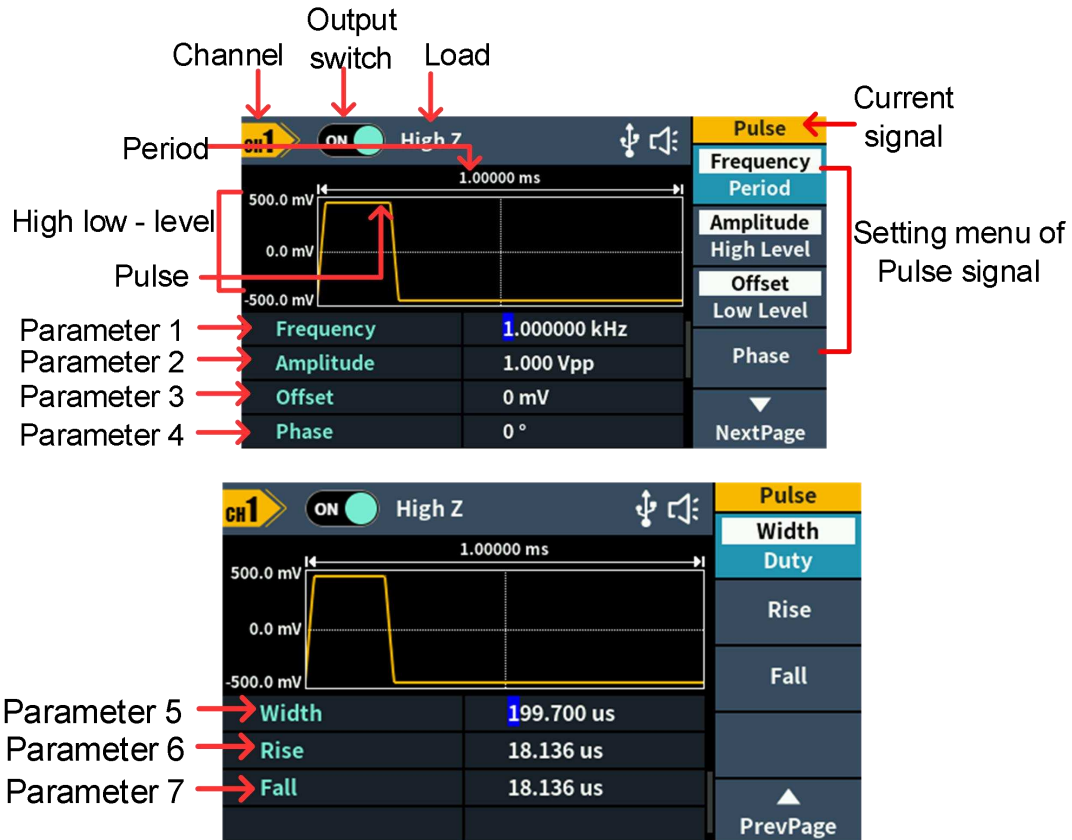 Output
switch
Channel
Load
Current
signal
CH1
ON
High Z
Pulse
Period
1.00000 ms
Frequency
Period
500.0 mV
High low - level
0.0 mV
Amplitude
High Level
Setting menu of
Pulse signal
Pulse
-500.0 mV
Offset
Low Level
Parameter 1
Frequency
1.000000 kHz
Parameter 2
Amplitude
1.000 Vpp
Phase
Parameter 3
Offset
0 mV
Parameter 4
Phase
0 °
NextPage
CH1
ON
High Z
Pulse
1.00000 ms
Width
Duty
500.0 mV
0.0 mV
Rise
-500.0 mV
Fall
Parameter 5
Width
199.700 us
Parameter 6
Rise
18.136 us
Parameter 7
Fall
18.136 us
PrevPage